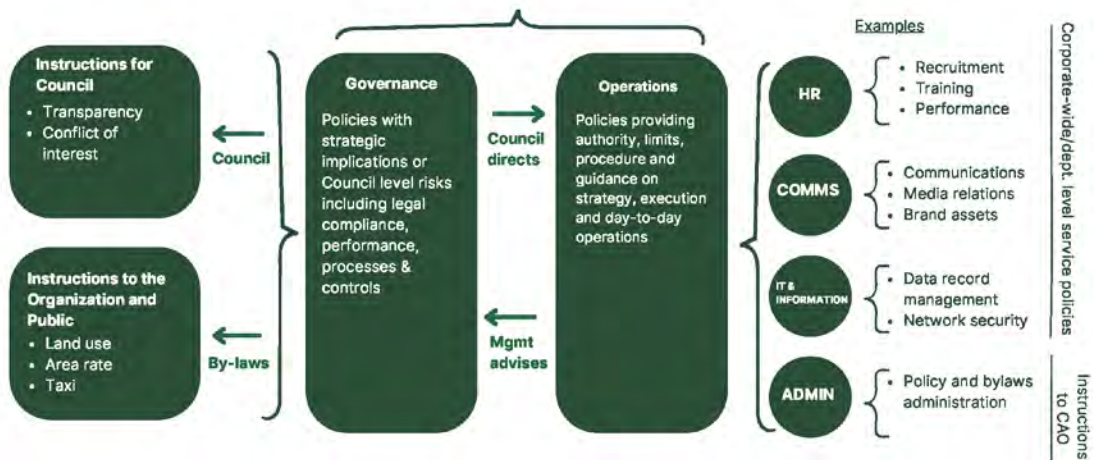 Instructions for
Council
• Transparency
• Conflict of
interest
Council
Instructions to the
Organization and
Public
• Land use
• Area rate
• Taxi
By-laws
Governance
Policies with
strategic
implications or
Council level risks
including legal
compliance,
performance,
processes &
controls
Council
directs
Mgmt
advises
Operations
Policies providing
authority, limits,
procedure and
guidance on
strategy, execution
and day-to-day
operations
Examples
HR
• Recruitment
• Training
• Performance
COMMS
• Communications
• Media relations
• Brand assets
IT &
INFORMATION
• Data record
management
• Network security
ADMIN
• Policy and bylaws
administration
Corporate-wide/dept. level service policies
Instructions
to CAO